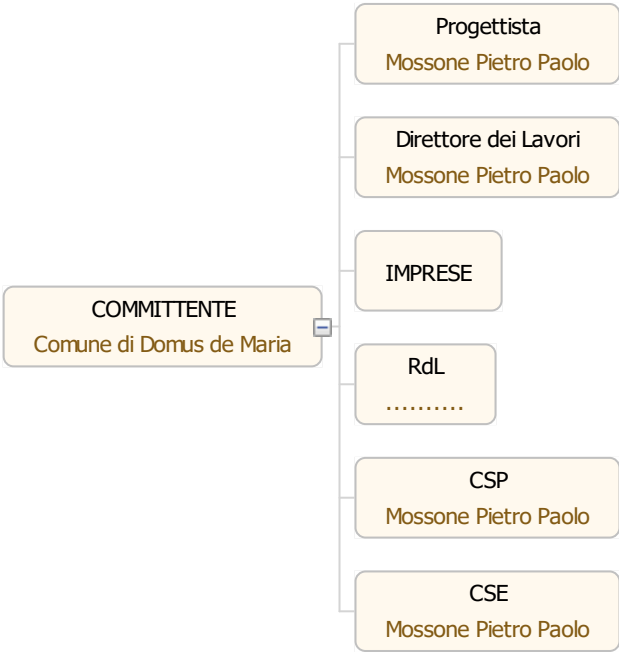 Progettista
Mossone Pietro Paolo
Direttore dei Lavori
Mossone Pietro Paolo
IMPRESE
COMMITTENTE
Comune di Domus de Maria
RdL
..........
CSP
Mossone Pietro Paolo
CSE
Mossone Pietro Paolo